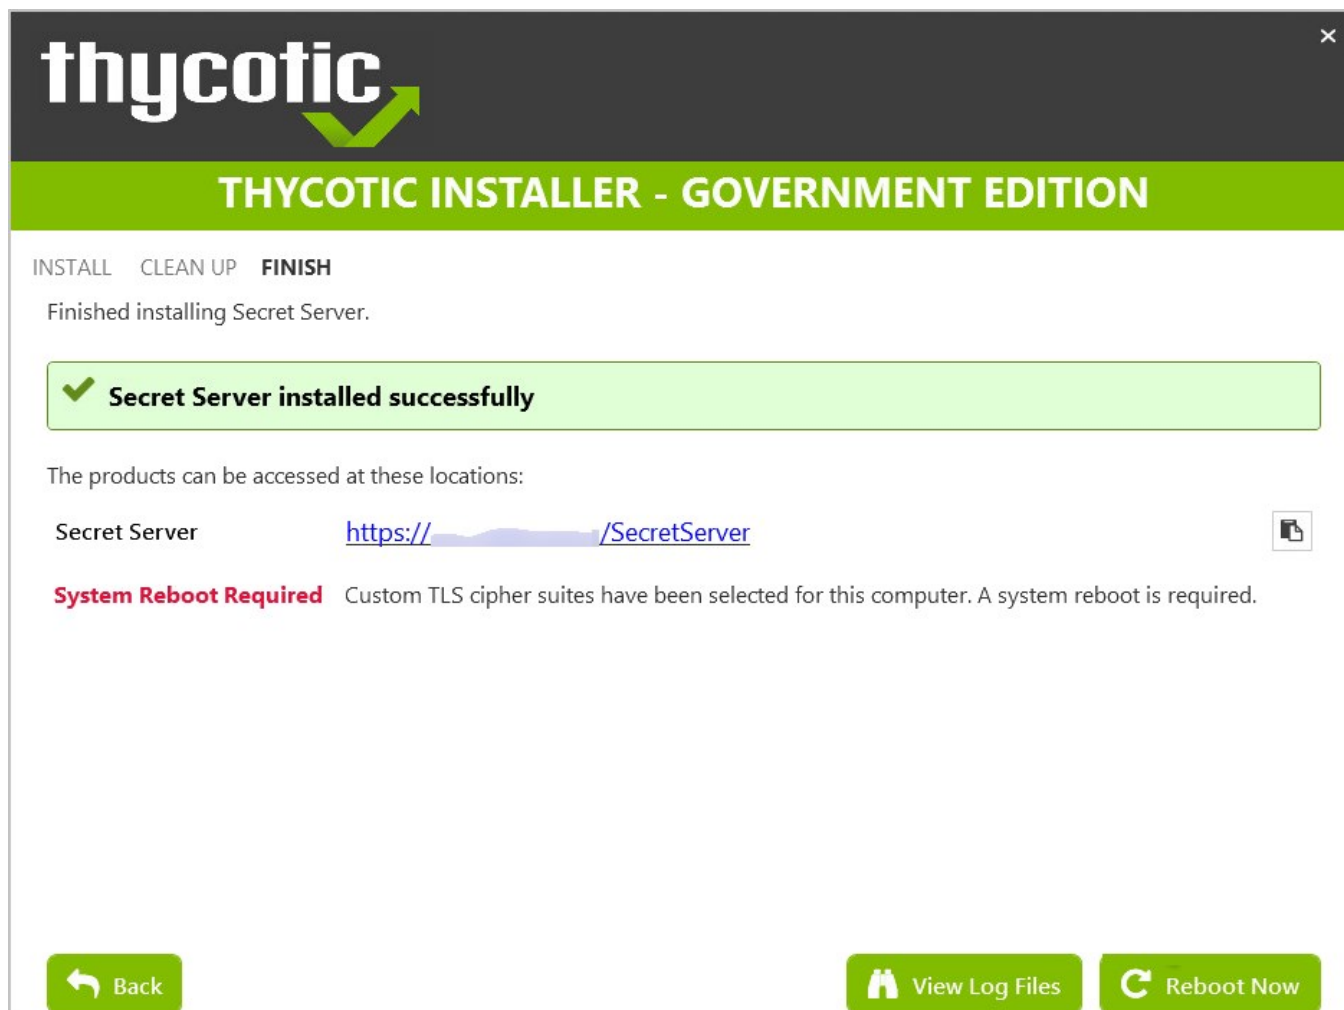 thycotic
THYCOTIC INSTALLER - GOVERNMENT EDITION
INSTALL CLEAN UP FINISH
Finished installing Secret Server.
Secret Server installed successfully
The products can be accessed at these locations:
Secret Server https:// /SecretServer
System Reboot Required Custom TLS cipher suites have been selected for this computer. A system reboot is required.
Back View Log Files Reboot Now